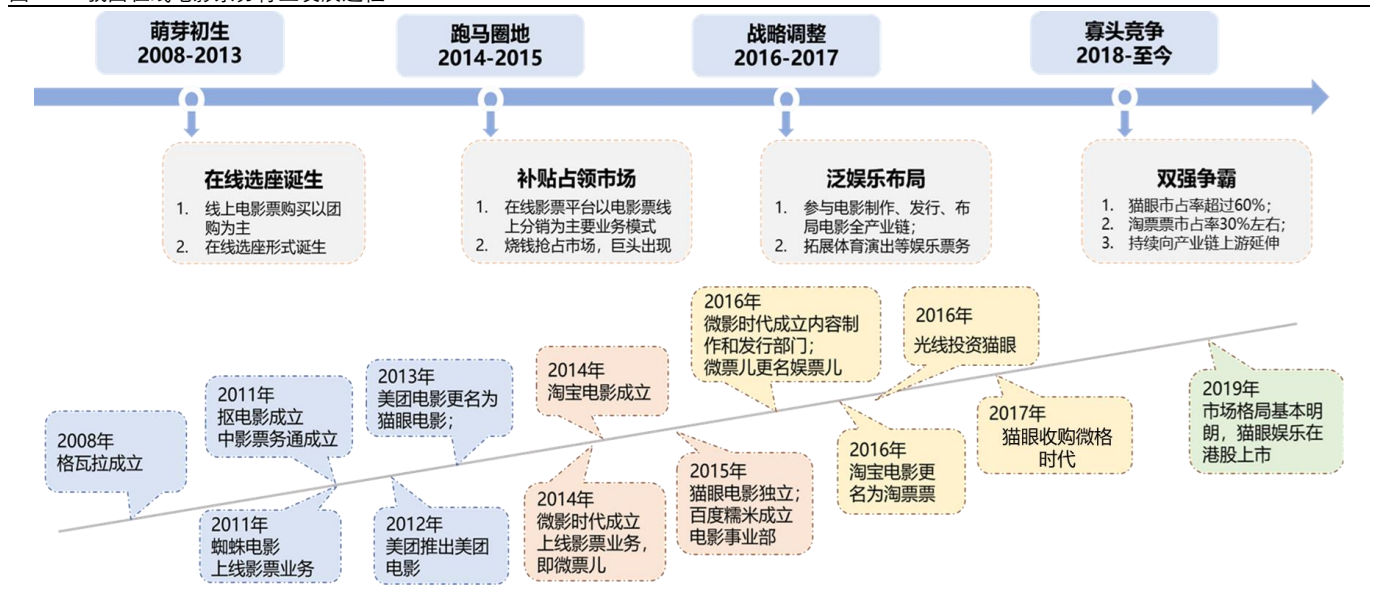 萌芽初生
2008-2013
跑马圈地
2014-2015
战略调整
2016-2017
寡头竞争
2018-至今
在线选座诞生
1. 线上电影票购买以团
购为主
2. 在线选座形式诞生
补贴占领市场
1. 在线影票平台以电影票线
上分销为主要业务模式
2. 烧钱抢占市场，巨头出现
泛娱乐布局
1. 参与电影制作、发行、布
局电影全产业链；
2. 拓展体育演出等娱乐票务
双强争霸
1. 猫眼市占率超过60%；
2. 淘票票市占率30%左右；
3. 持续向产业链上游延伸
2008年
格瓦拉成立
2011年
抠电影成立
中影票务通成立
2011年
蜘蛛电影
上线影票业务
2013年
美团电影更名为
猫眼电影；
2012年
美团推出美团
电影
2014年
淘宝电影成立
2014年
微影时代成立
上线影票业务，
即微票儿
2015年
猫眼电影独立；
百度糯米成立
电影事业部
2016年
微影时代成立内容制
作和发行部门；
微票儿更名娱票儿
2016年
光线投资猫眼
2016年
淘宝电影更
名为淘票票
2017年
猫眼收购微格
时代
2019年
市场格局基本明
朗，猫眼娱乐在
港股上市